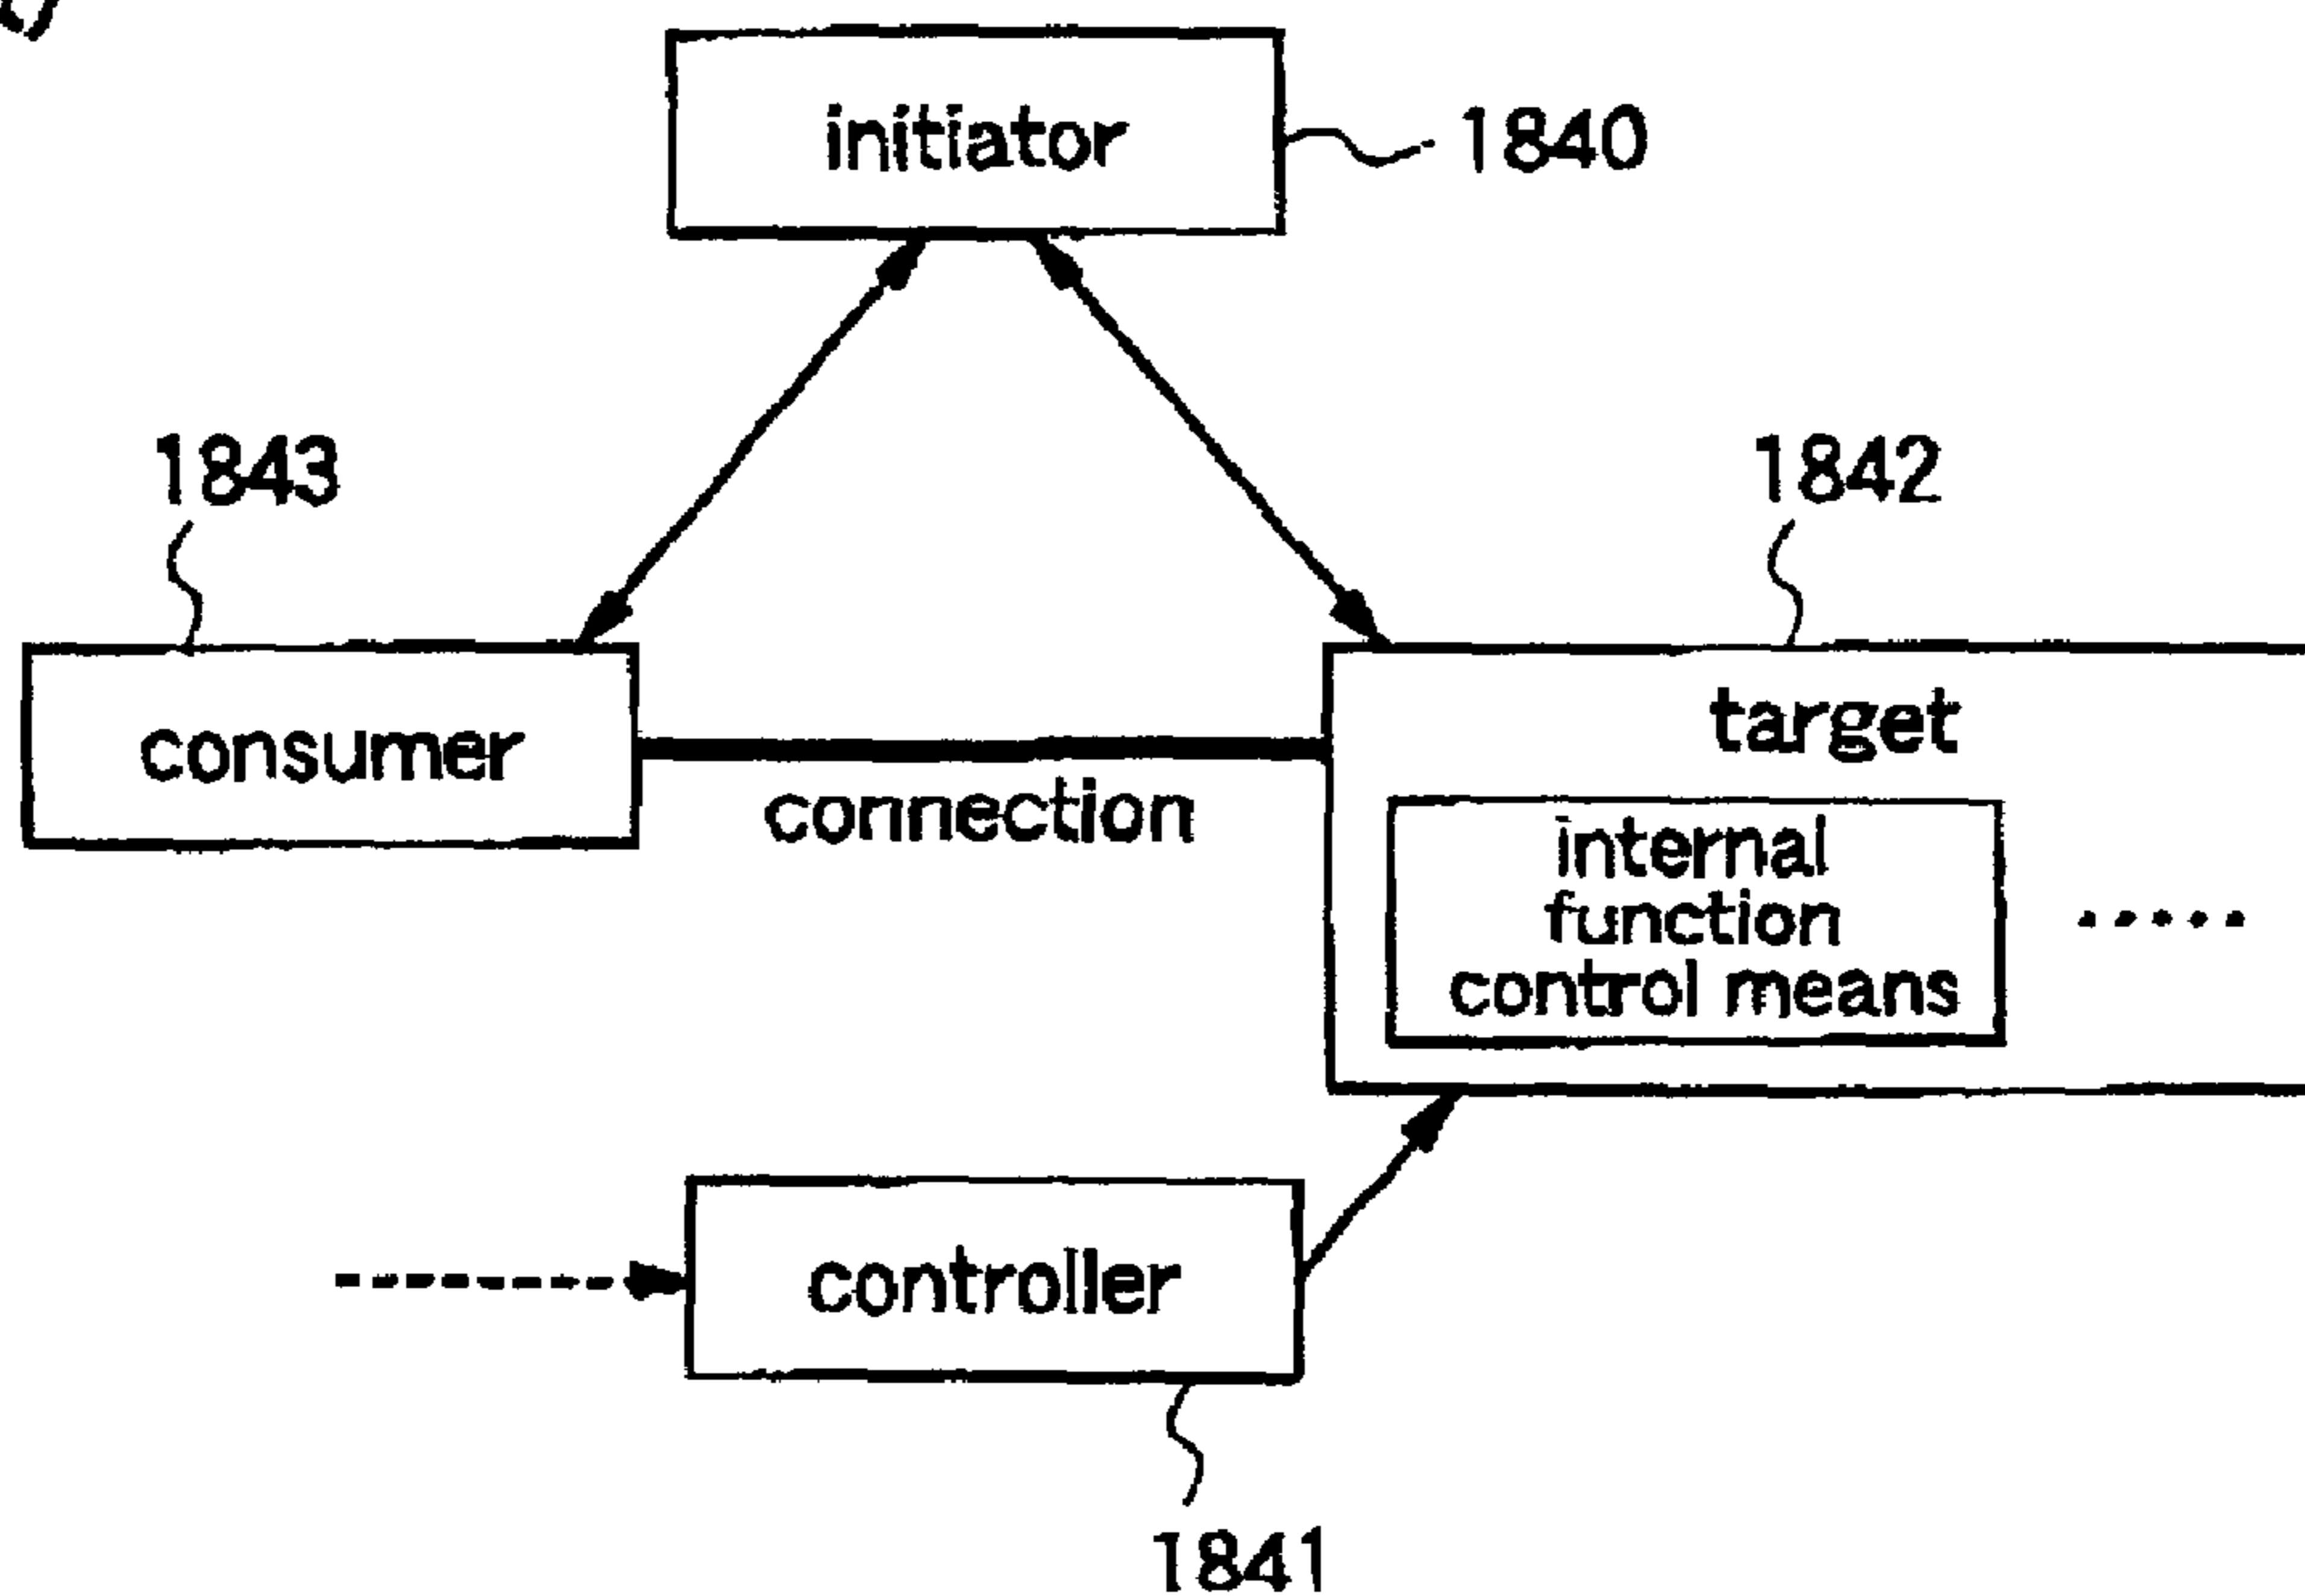 initiator
1840
1843
1842
consumer
connection
target
internal
function
control means
controller
1841